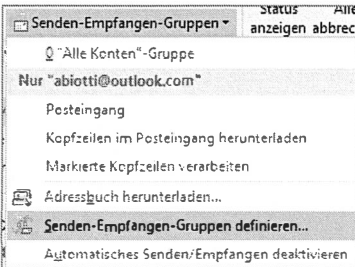 Senden-Empfangen-Gruppen
Status
anzeigen abbrec
"Alle Konten"-Gruppe
Nur "abiotti@outlook.com"
Posteingang
Kopfzeilen im Posteingang herunterladen
Markierte Kopfzeilen verarbeiten
Adressbuch herunterladen...
Senden-Empfangen-Gruppen definieren...
Automatisches Senden/Empfangen deaktivieren